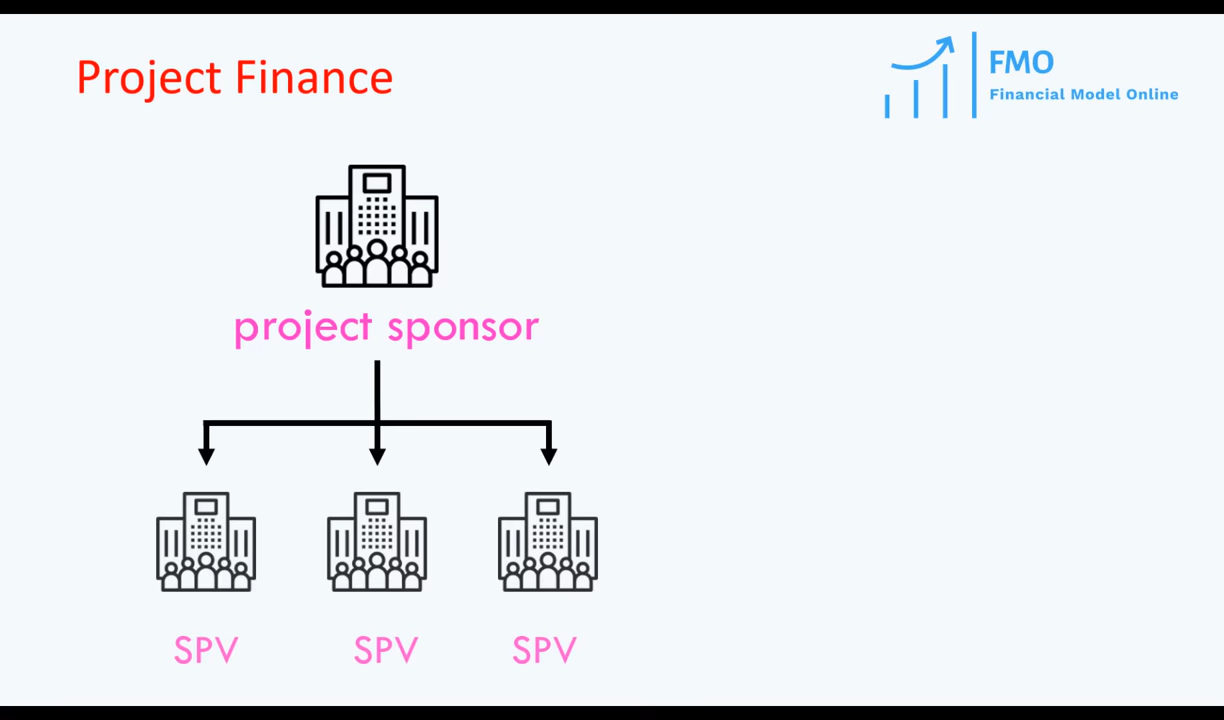 Project Finance
FMO
Financial Model Online
project sponsor
SPV
SPV
SPV